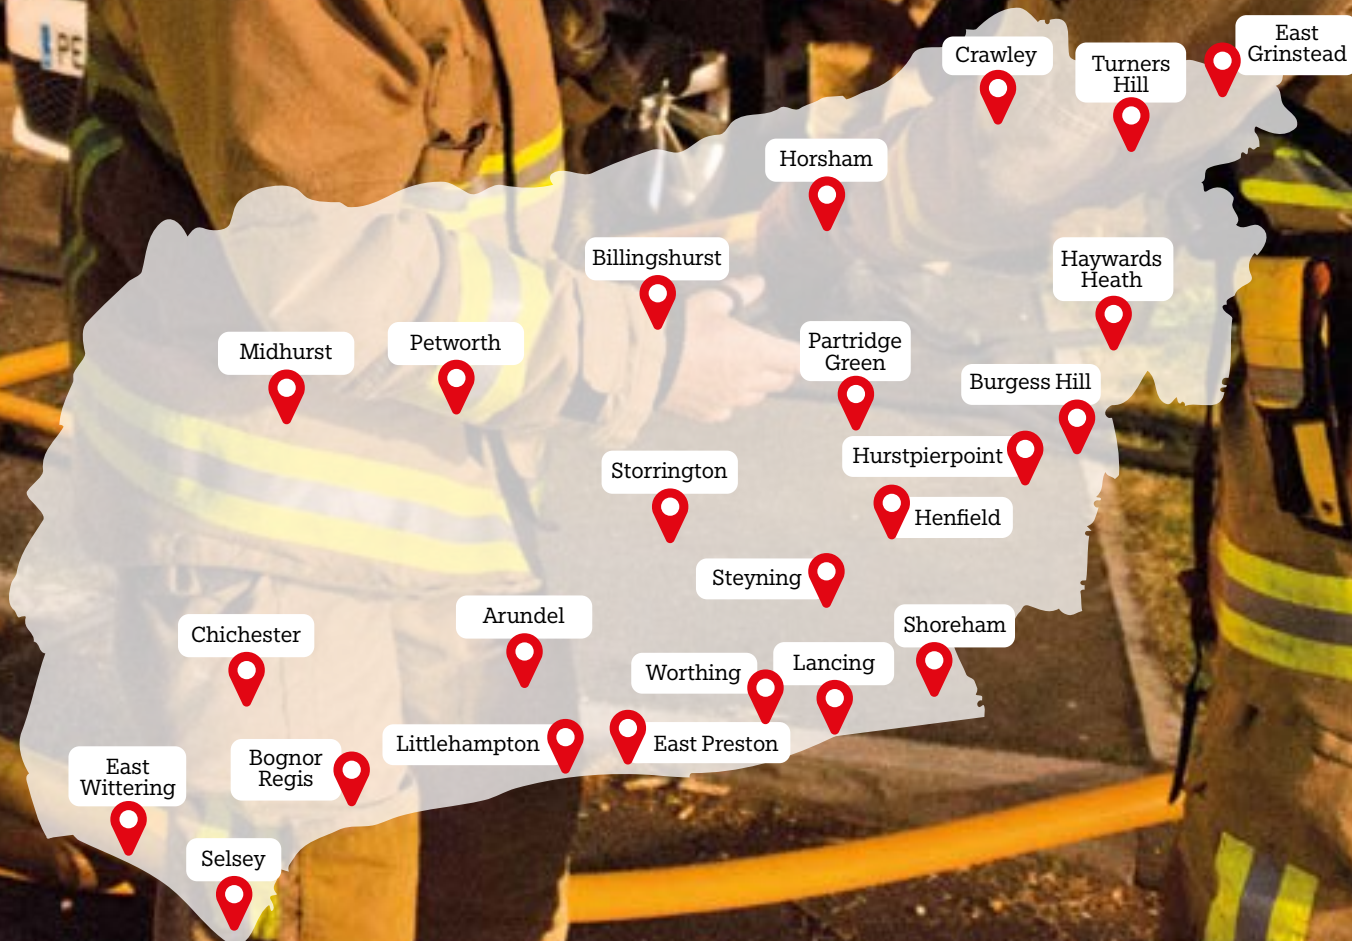 PE
Crawley
Turners
Hill
East
Grinstead
Horsham
Billingshurst
Haywards
Heath
Midhurst
Petworth
Partridge
Green
Burgess Hill
Hurstpierpoint
Storrington
Henfield
Steyning
Arundel
Chichester
Shoreham
Worthing
Lancing
Littlehampton
East Preston
Bognor
Regis
East
Wittering
Selsey